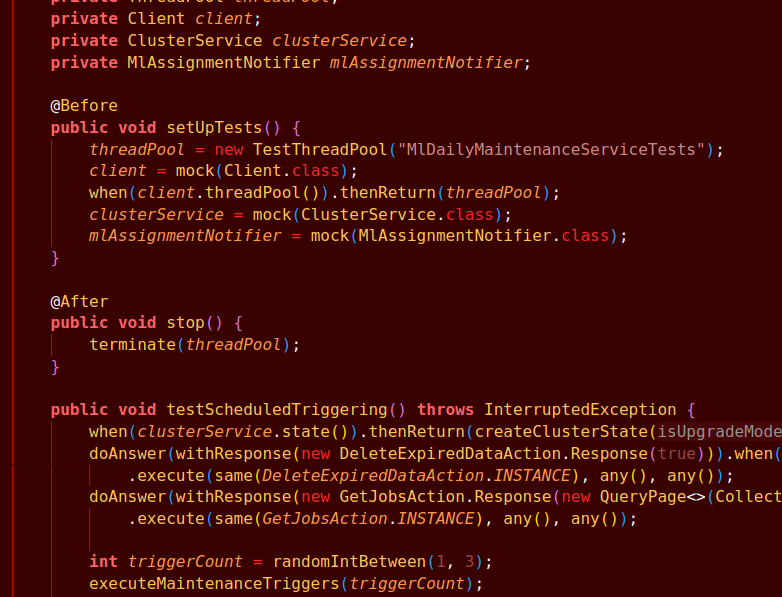 private ThreadPool threadPool;
private Client client;
private ClusterService clusterService;
private MlAssignmentNotifier mlAssignmentNotifier;
@Before
public void setUpTests() {
threadPool = new TestThreadPool("MlDailyMaintenanceServiceTests");
client = mock(Client.class);
when(client.threadPool()).thenReturn(threadPool);
clusterService = mock(ClusterService.class);
mlAssignmentNotifier = mock(MlAssignmentNotifier.class);
}
@After
public void stop() {
terminate(threadPool);
}
public void testScheduledTriggering() throws InterruptedException {
when(clusterService.state()).thenReturn(createClusterState(isUpgradeMode
doAnswer(withResponse(new DeleteExpiredDataAction.Response(true))).when(
.execute(same(DeleteExpiredDataAction.INSTANCE), any(), any());
doAnswer(withResponse(new GetJobsAction.Response(new QueryPage<>(Collect
.execute(same(GetJobsAction.INSTANCE), any(), any());
int triggerCount = randomIntBetween(1, 3);
executeMaintenanceTriggers(triggerCount);